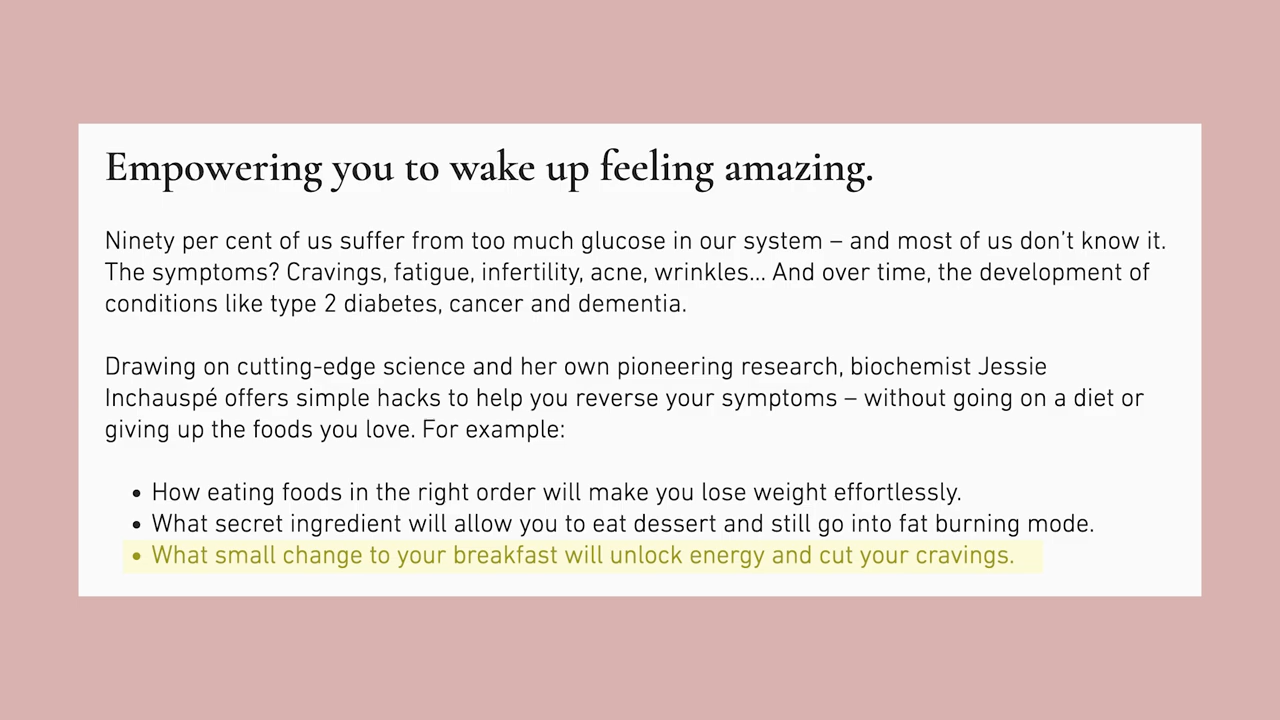 Empowering you to wake up feeling amazing.
Ninety per cent of us suffer from too much glucose in our system – and most of us don't know it.
The symptoms? Cravings, fatigue, infertility, acne, wrinkles... And over time, the development of
conditions like type 2 diabetes, cancer and dementia.
Drawing on cutting-edge science and her own pioneering research, biochemist Jessie
Inchauspé offers simple hacks to help you reverse your symptoms – without going on a diet or
giving up the foods you love. For example:
• How eating foods in the right order will make you lose weight effortlessly.
• What secret ingredient will allow you to eat dessert and still go into fat burning mode.
• What small change to your breakfast will unlock energy and cut your cravings.